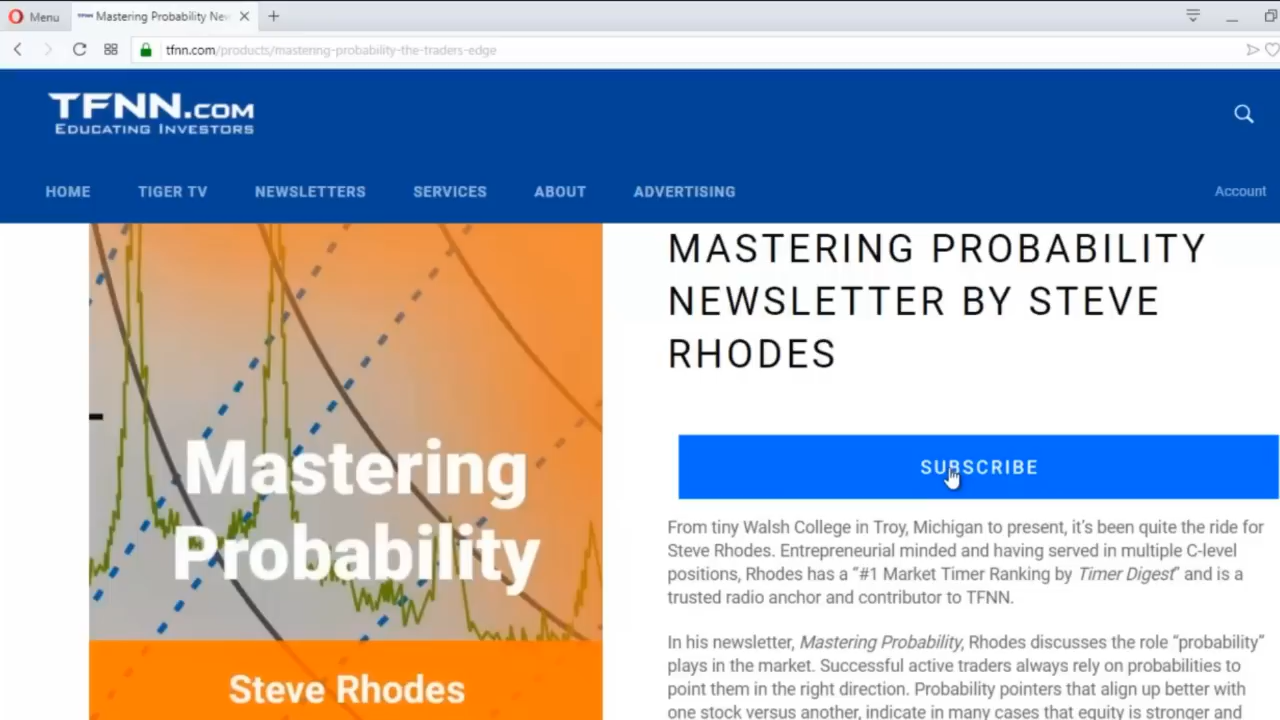 Menu
Mastering Probability New
tfnn.com/products/mastering-probability-the-traders-edge
TFNN.COM
EDUCATING INVESTORS
HOME TIGER TV NEWSLETTERS SERVICES ABOUT ADVERTISING Account
MASTERING PROBABILITY
NEWSLETTER BY STEVE
RHODES
Mastering
Probability
Steve Rhodes
SUBSCRIBE
From tiny Walsh College in Troy, Michigan to present, it's been quite the ride for
Steve Rhodes. Entrepreneurial minded and having served in multiple C-level
positions, Rhodes has a “#1 Market Timer Ranking by Timer Digest” and is a
trusted radio anchor and contributor to TFNN.
In his newsletter, Mastering Probability, Rhodes discusses the role “probability”
plays in the market. Successful active traders always rely on probabilities to
point them in the right direction. Probability pointers that align up better with
one stock versus another, indicate in many cases that equity is stronger and